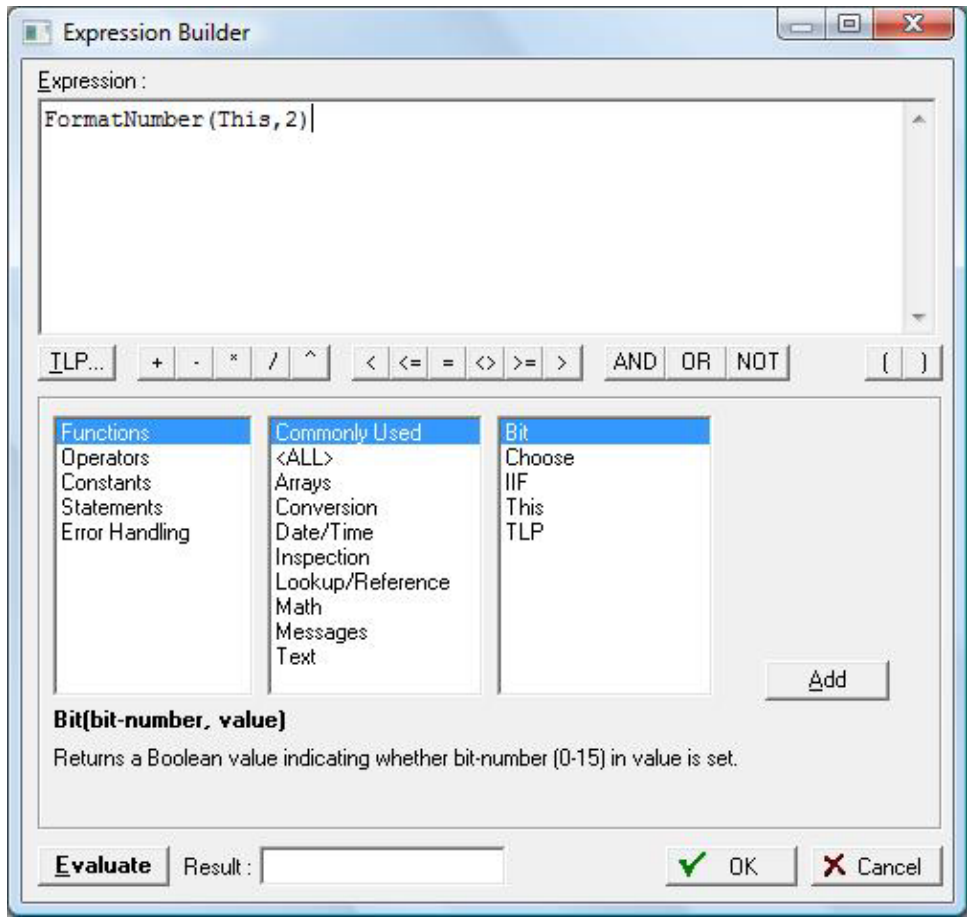 Expression Builder
Expression :
FormatNumber(This,2)
TLP... + - * / ^ < <= = <> >= > AND OR NOT ( )
Functions
Operators
Constants
Statements
Error Handling
Commonly Used
<ALL>
Arrays
Conversion
Date/Time
Inspection
Lookup/Reference
Math
Messages
Text
Bit
Choose
IIF
This
TLP
Add
Bit(bit-number, value)
Returns a Boolean value indicating whether bit-number (0-15) in value is set.
Evaluate Result : OK Cancel